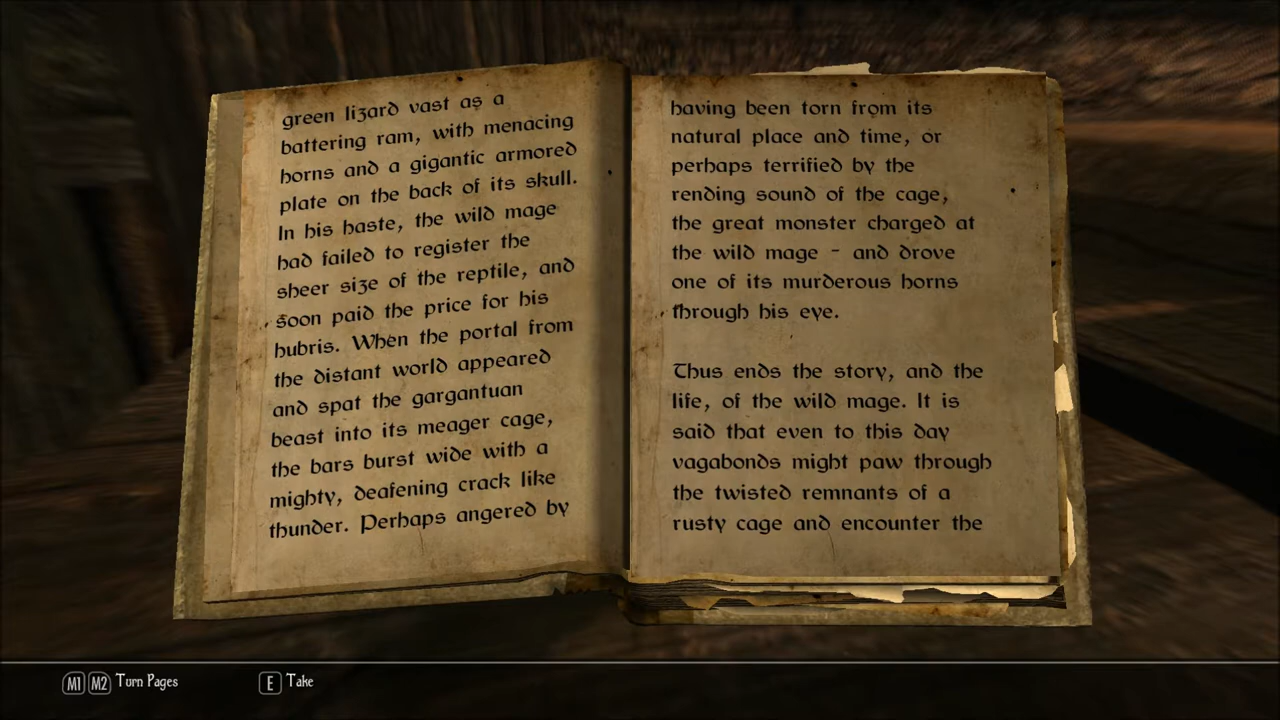 green lizard vast as a
battering ram, with menacing
horns and a gigantic armored
plate on the back of its skull.
In his haste, the wild mage
had failed to register the
sheer size of the reptile, and
soon paid the price for his
hubris. When the portal from
the distant world appeared
and spat the gargantuan
beast into its meager cage,
the bars burst wide with a
mighty, deafening crack like
thunder. Perhaps angered by
having been torn from its
natural place and time, or
perhaps terrified by the
rending sound of the cage,
the great monster charged at
the wild mage - and drove
one of its murderous horns
through his eye.
Thus ends the story, and the
life, of the wild mage. It is
said that even to this day
vagabonds might paw through
the twisted remnants of a
rusty cage and encounter the
M1 M2 Turn Pages
E Take